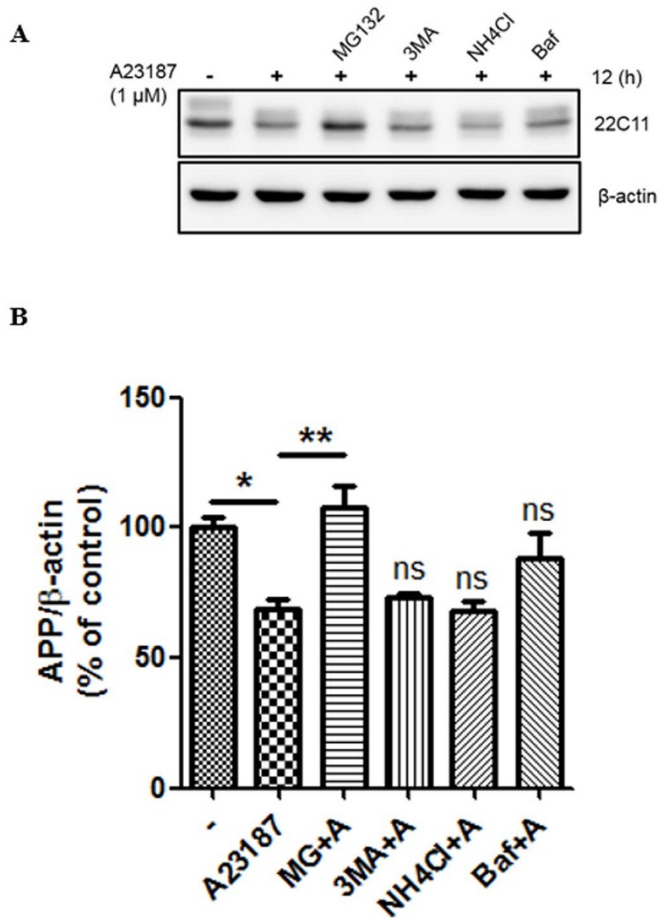 A
MG132 3MA NH4Cl Baf
A23187 - + + + + + 12 (h)
(1 μM)
22C11
β-actin
B
APP/β-actin
(% of control)
150
100
50
0
* ** ns ns ns
- A23187 MG+A 3MA+A NH4Cl+A Baf+A